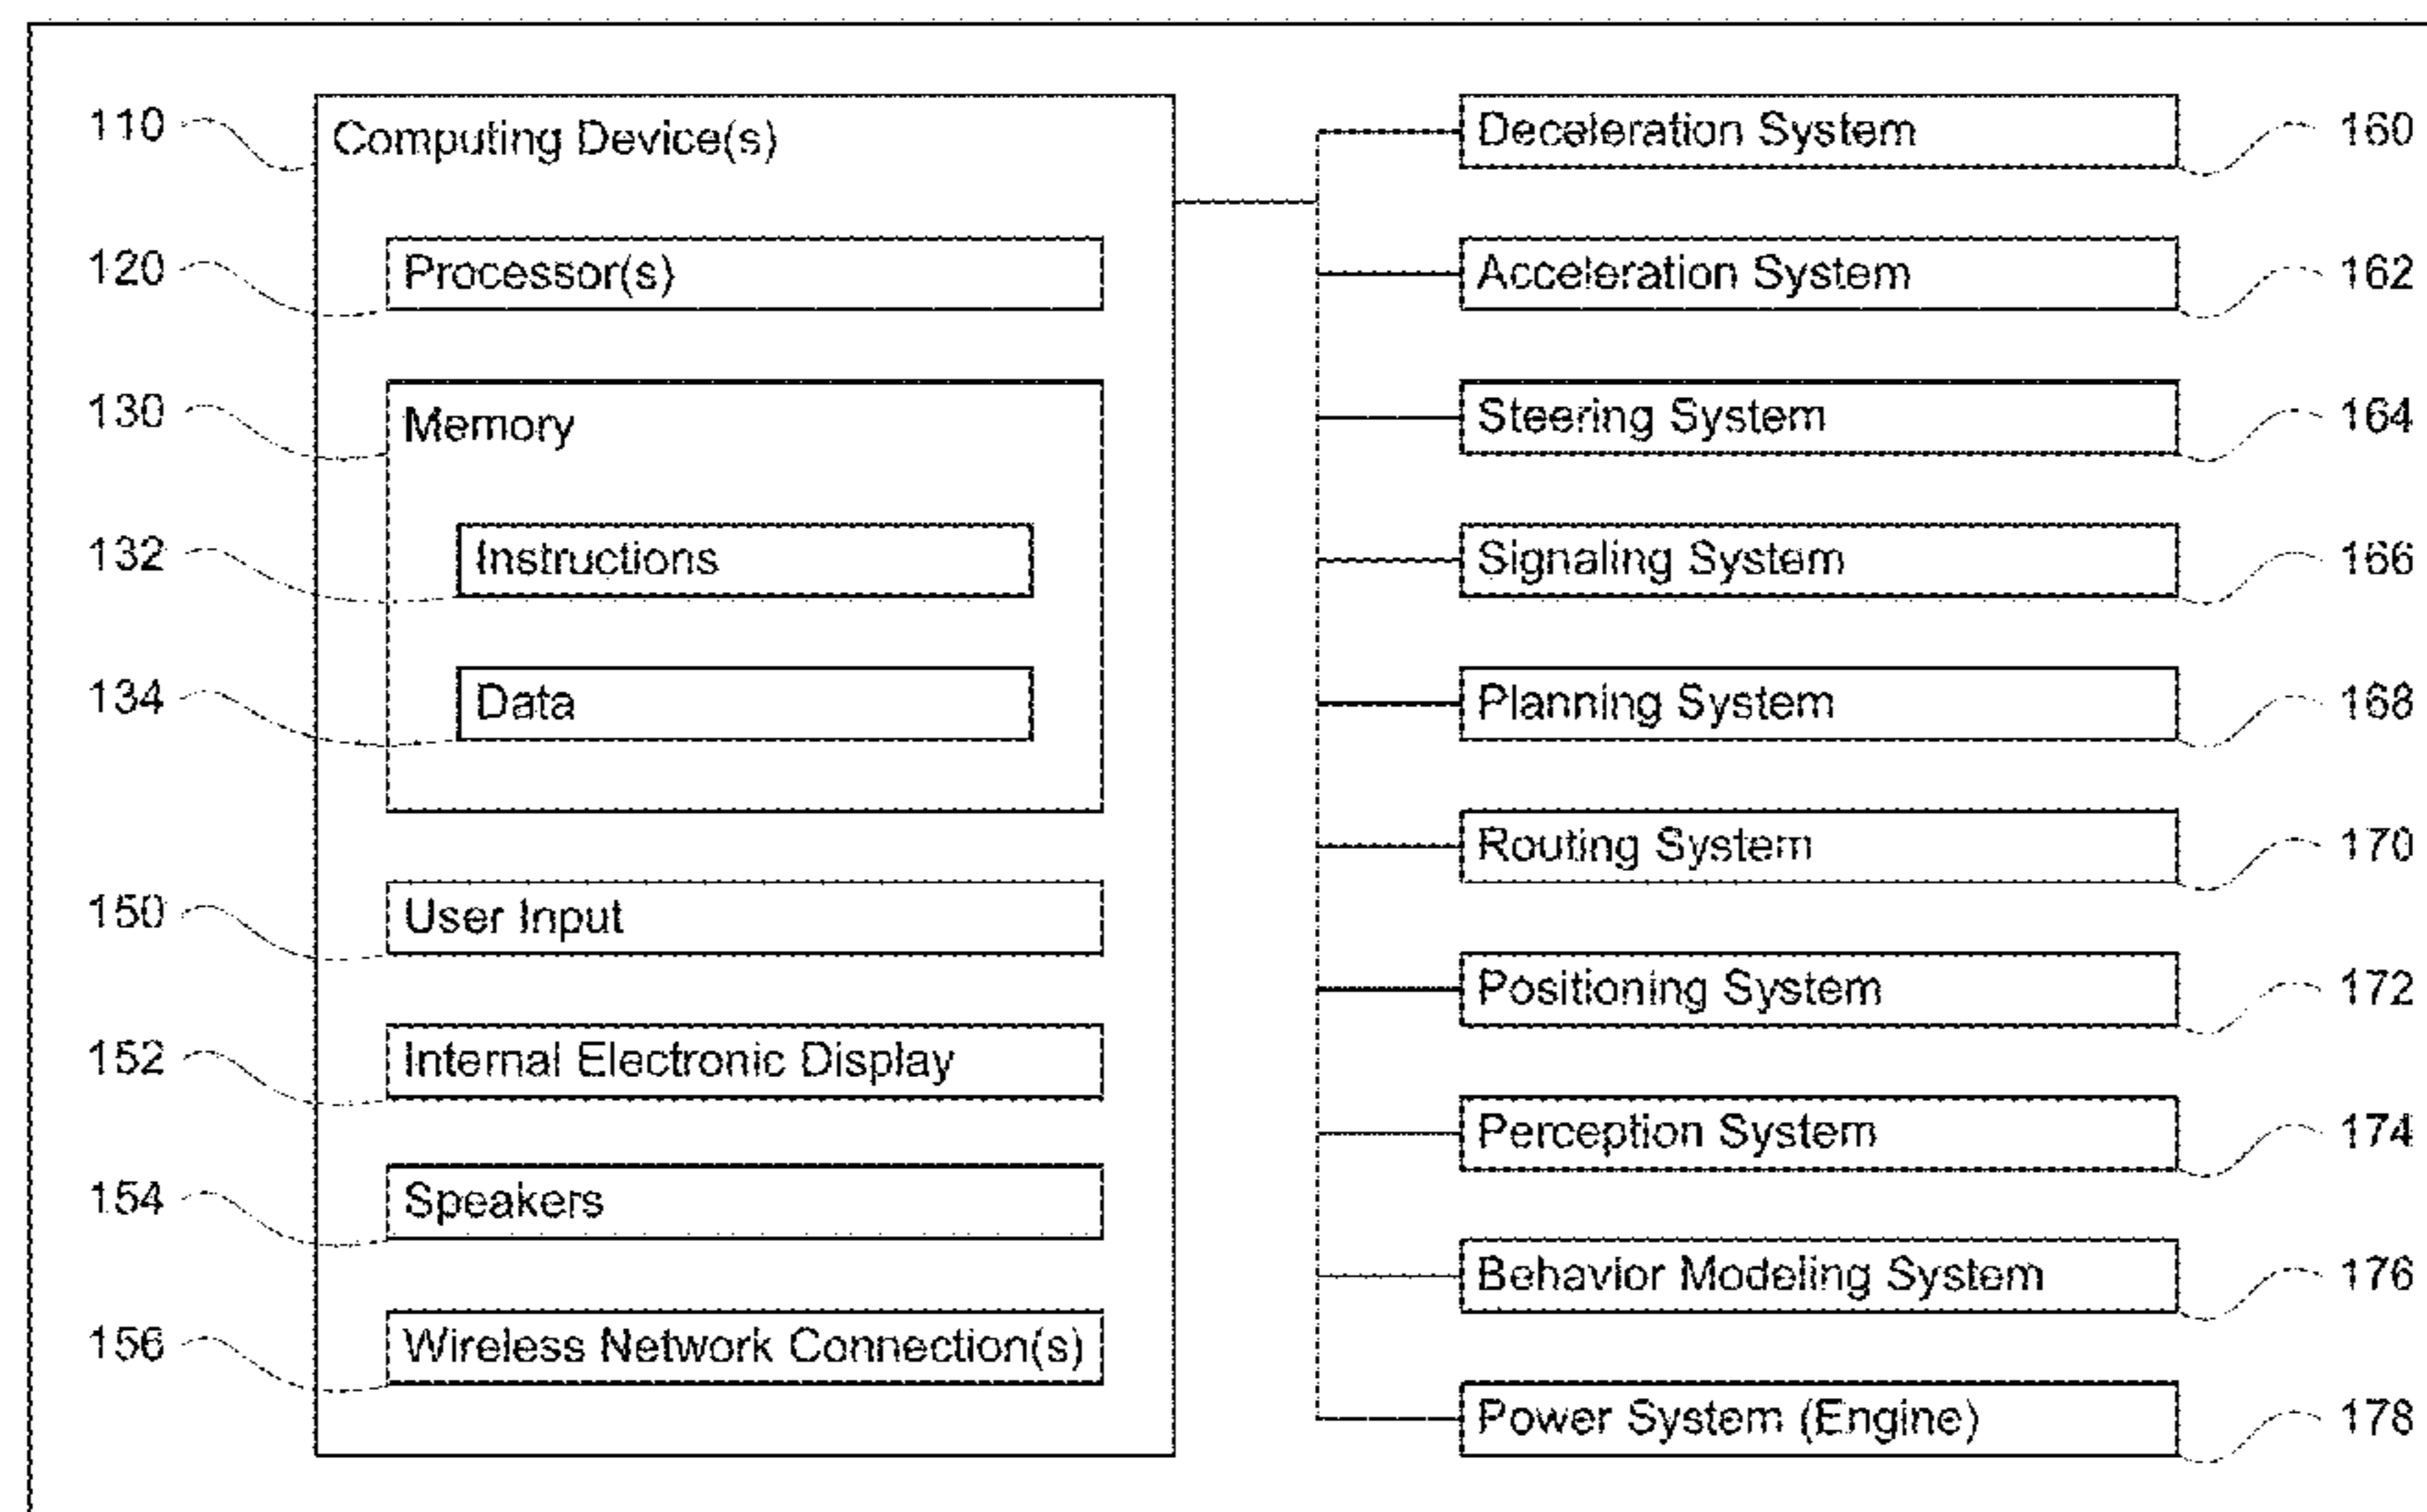 110 Computing Device(s)
120 Processor(s)
130 Memory
132 Instructions
134 Data
150 User Input
152 Internal Electronic Display
154 Speakers
156 Wireless Network Connection(s)
Deceleration System 160
Acceleration System 162
Steering System 164
Signaling System 166
Planning System 168
Routing System 170
Positioning System 172
Perception System 174
Behavior Modeling System 176
Power System (Engine) 178